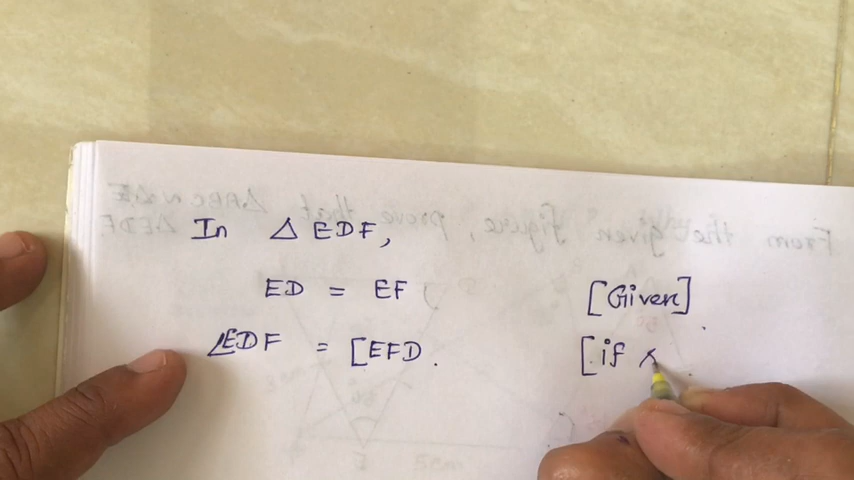 In △ EDF,
ED = EF [Given].
∠EDF = [EFD. [if